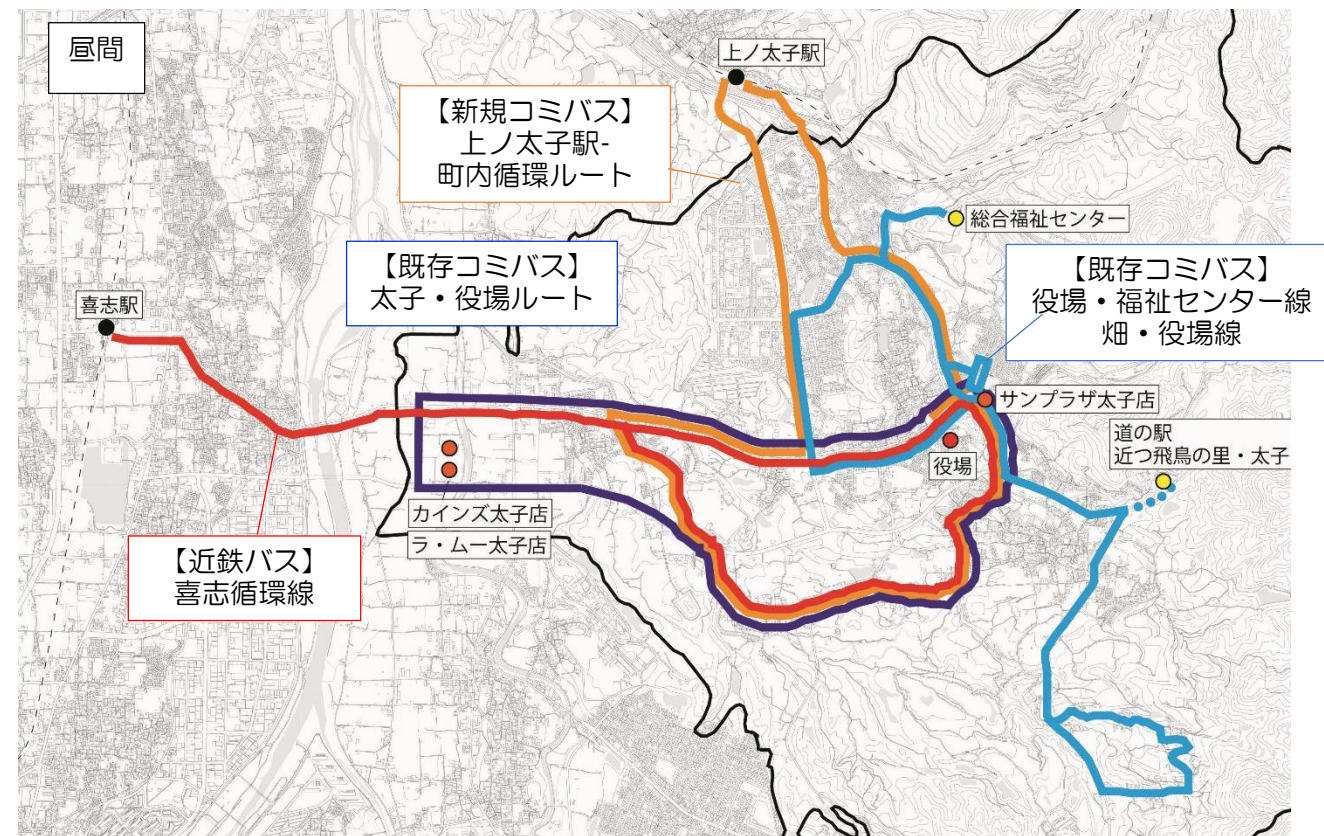 昼間
上ノ太子駅
【新規コミバス】
上ノ太子駅-
町内循環ルート
総合福祉センター
【既存コミバス】
太子・役場ルート
【既存コミバス】
役場・福祉センター線
畑・役場線
喜志駅
サンプラザ太子店
道の駅
近つ飛鳥の里・太子
役場
カインズ太子店
ラ・ムー太子店
【近鉄バス】
喜志循環線